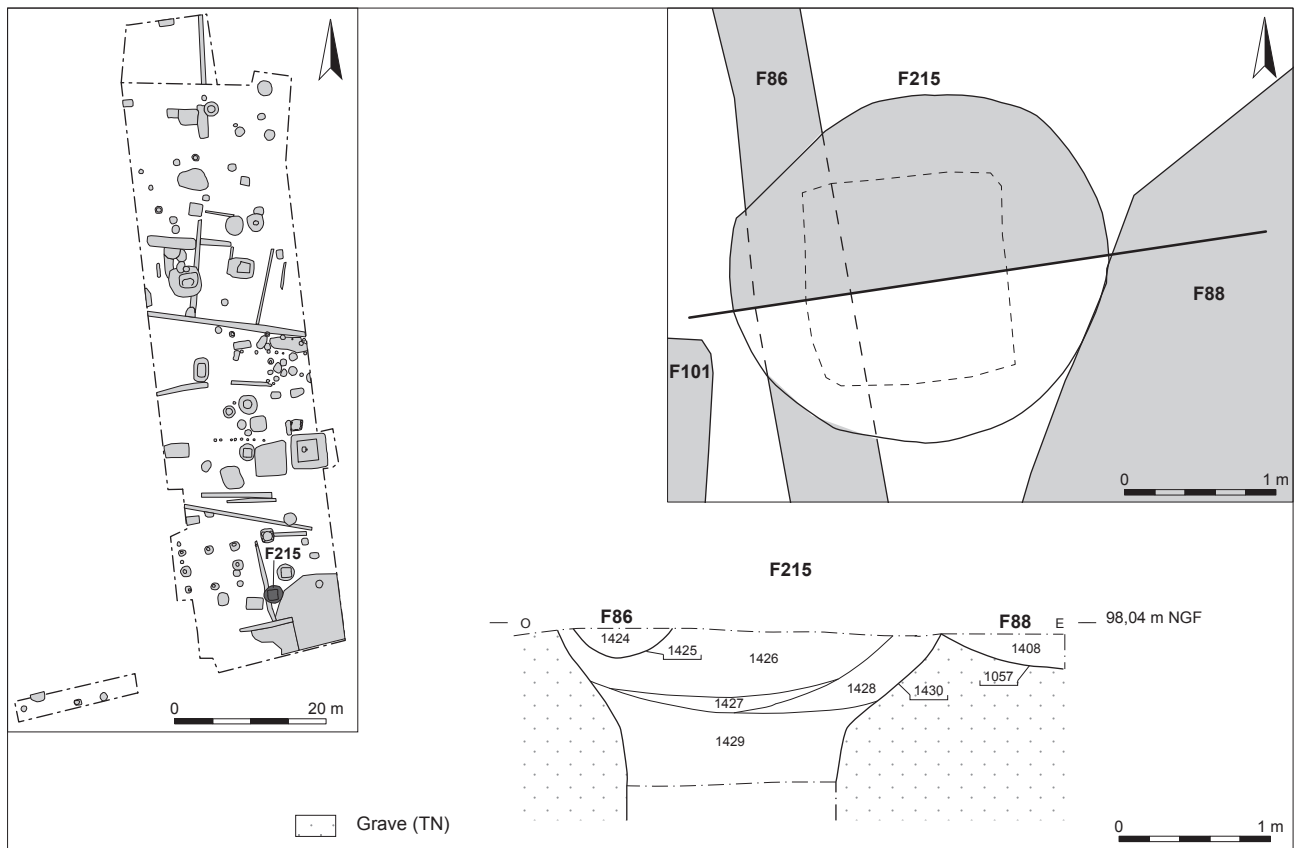 F215
0 20 m
F86 F215
F88
F101
0 1 m
F215
F86 F88
O E 98,04 m NGF
1424 1408
1425 1426
1057
1428 1430
1427
1429
Grave (TN)
0 1 m